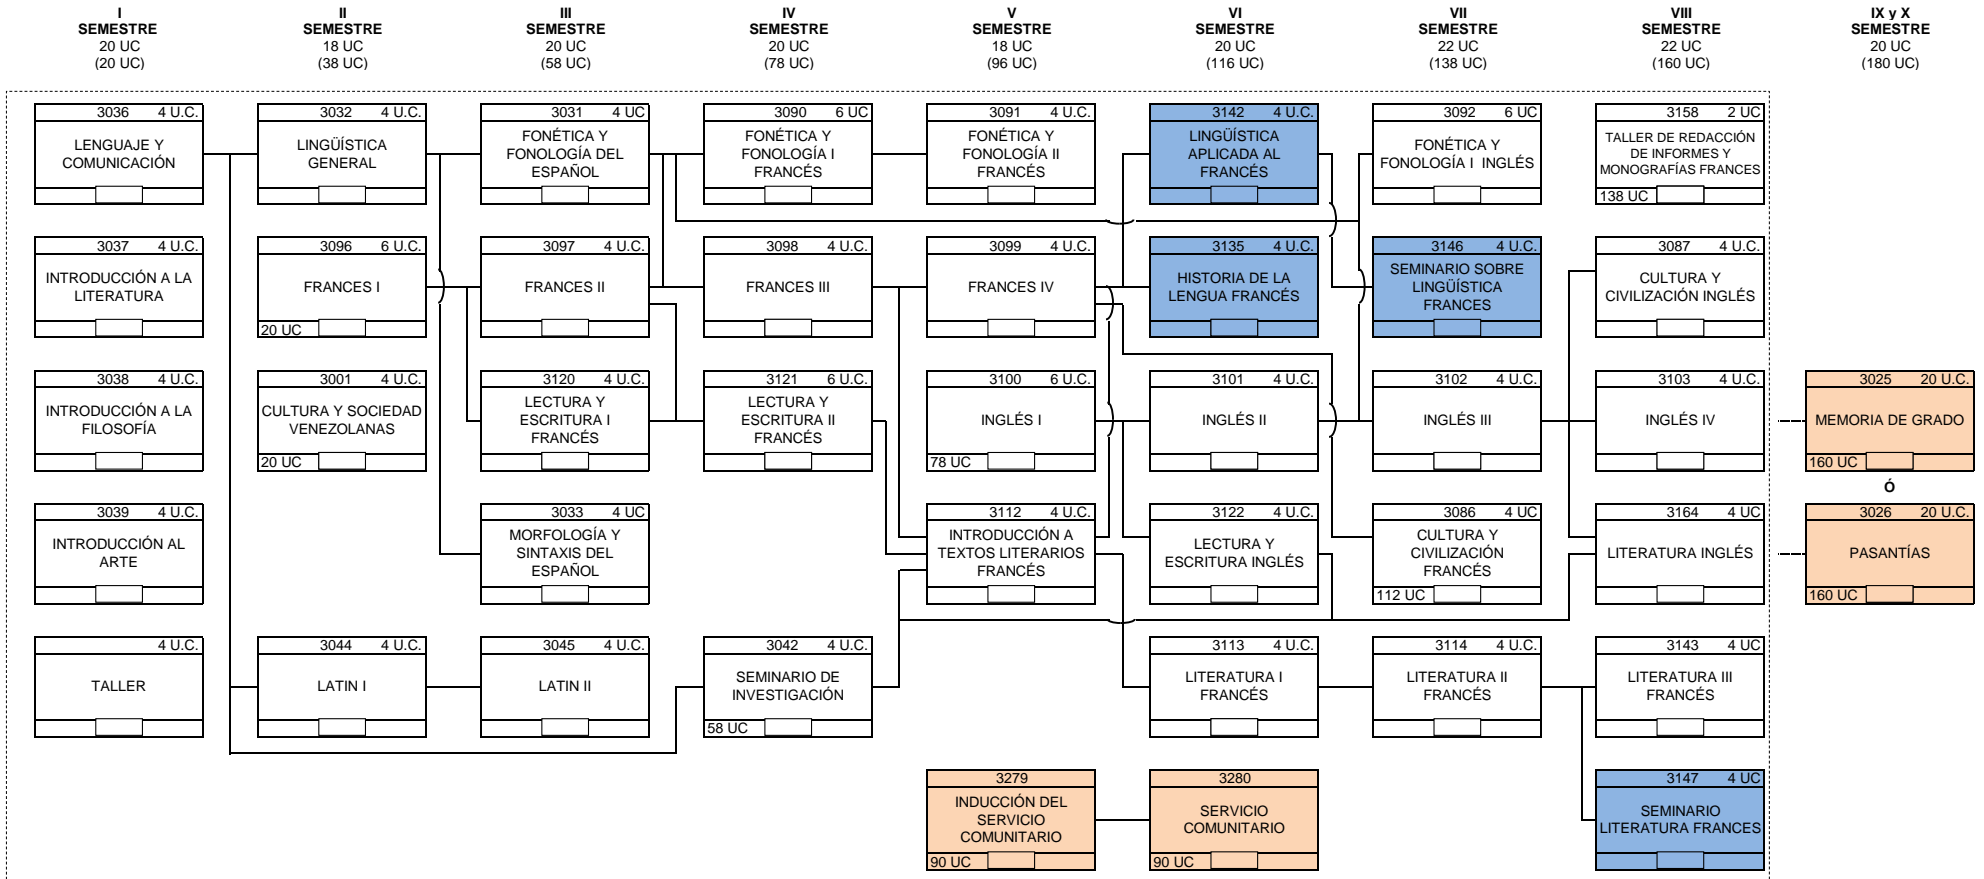 I
SEMESTRE
20 UC
(20 UC)
II
SEMESTRE
18 UC
(38 UC)
III
SEMESTRE
20 UC
(58 UC)
IV
SEMESTRE
20 UC
(78 UC)
V
SEMESTRE
18 UC
(96 UC)
VI
SEMESTRE
20 UC
(116 UC)
VII
SEMESTRE
22 UC
(138 UC)
VIII
SEMESTRE
22 UC
(160 UC)
IX y X
SEMESTRE
20 UC
(180 UC)
3036 4 U.C.
LENGUAJE Y
COMUNICACIÓN
3032 4 U.C.
LINGÜÍSTICA
GENERAL
3031 4 UC
FONÉTICA Y
FONOLOGÍA DEL
ESPAÑOL
3090 6 UC
FONÉTICA Y
FONOLOGÍA I
FRANCÉS
3091 4 U.C.
FONÉTICA Y
FONOLOGÍA II
FRANCÉS
3142 4 U.C.
LINGÜÍSTICA
APLICADA AL
FRANCÉS
3092 6 UC
FONÉTICA Y
FONOLOGÍA I INGLÉS
3158 2 UC
TALLER DE REDACCIÓN
DE INFORMES Y
MONOGRAFÍAS FRANCES
138 UC
3037 4 U.C.
INTRODUCCIÓN A LA
LITERATURA
3096 6 U.C.
FRANCES I
20 UC
3097 4 U.C.
FRANCES II
3098 4 U.C.
FRANCES III
3099 4 U.C.
FRANCES IV
3135 4 U.C.
HISTORIA DE LA
LENGUA FRANCÉS
3146 4 U.C.
SEMINARIO SOBRE
LINGÜÍSTICA
FRANCES
3087 4 U.C.
CULTURA Y
CIVILIZACIÓN INGLÉS
3038 4 U.C.
INTRODUCCIÓN A LA
FILOSOFÍA
3001 4 U.C.
CULTURA Y SOCIEDAD
VENEZOLANAS
20 UC
3120 4 U.C.
LECTURA Y
ESCRITURA I
FRANCÉS
3121 6 U.C.
LECTURA Y
ESCRITURA II
FRANCÉS
3100 6 U.C.
INGLÉS I
78 UC
3101 4 U.C.
INGLÉS II
3102 4 U.C.
INGLÉS III
3103 4 U.C.
INGLÉS IV
3025 20 U.C.
MEMORIA DE GRADO
160 UC
Ó
3039 4 U.C.
INTRODUCCIÓN AL
ARTE
3033 4 UC
MORFOLOGÍA Y
SINTAXIS DEL
ESPAÑOL
3112 4 U.C.
INTRODUCCIÓN A
TEXTOS LITERARIOS
FRANCÉS
3122 4 U.C.
LECTURA Y
ESCRITURA INGLÉS
3086 4 UC
CULTURA Y
CIVILIZACIÓN
FRANCÉS
112 UC
3164 4 UC
LITERATURA INGLÉS
3026 20 U.C.
PASANTÍAS
160 UC
4 U.C.
TALLER
3044 4 U.C.
LATIN I
3045 4 U.C.
LATIN II
3042 4 U.C.
SEMINARIO DE
INVESTIGACIÓN
58 UC
3113 4 U.C.
LITERATURA I
FRANCÉS
3114 4 U.C.
LITERATURA II
FRANCÉS
3143 4 UC
LITERATURA III
FRANCÉS
3279
INDUCCIÓN DEL
SERVICIO
COMUNITARIO
90 UC
3280
SERVICIO
COMUNITARIO
90 UC
3147 4 UC
SEMINARIO
LITERATURA FRANCES